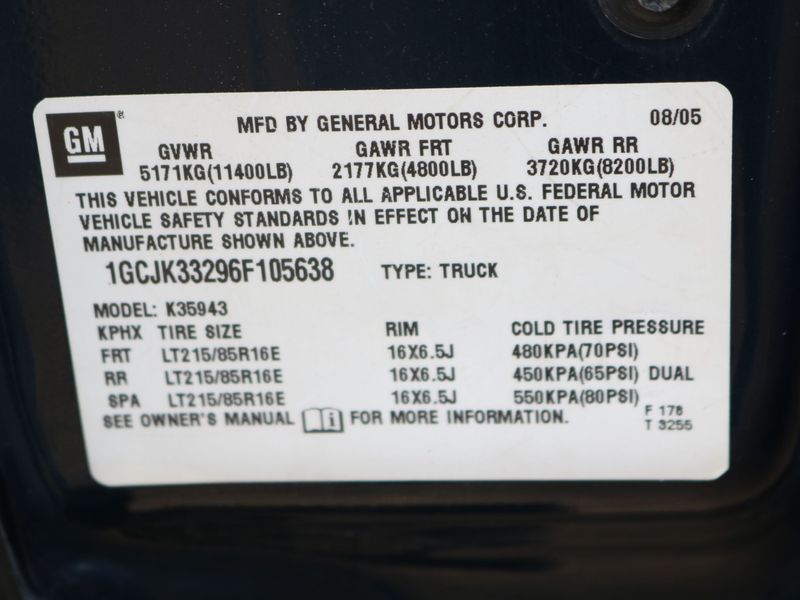 GM®
MFD BY GENERAL MOTORS CORP. 08/05
GVWR GAWR FRT GAWR RR
5171KG(11400LB) 2177KG(4800LB) 3720KG(8200LB)
THIS VEHICLE CONFORMS TO ALL APPLICABLE U.S. FEDERAL MOTOR
VEHICLE SAFETY STANDARDS IN EFFECT ON THE DATE OF
MANUFACTURE SHOWN ABOVE.
1GCJK33296F105638 TYPE: TRUCK
MODEL: K35943
KPHX TIRE SIZE RIM COLD TIRE PRESSURE
FRT LT215/85R16E 16X6.5J 480KPA(70PSI)
RR LT215/85R16E 16X6.5J 450KPA(65PSI) DUAL
SPA LT215/85R16E 16X6.5J 550KPA(80PSI)
SEE OWNER'S MANUAL FOR MORE INFORMATION.
F 178
T 3255